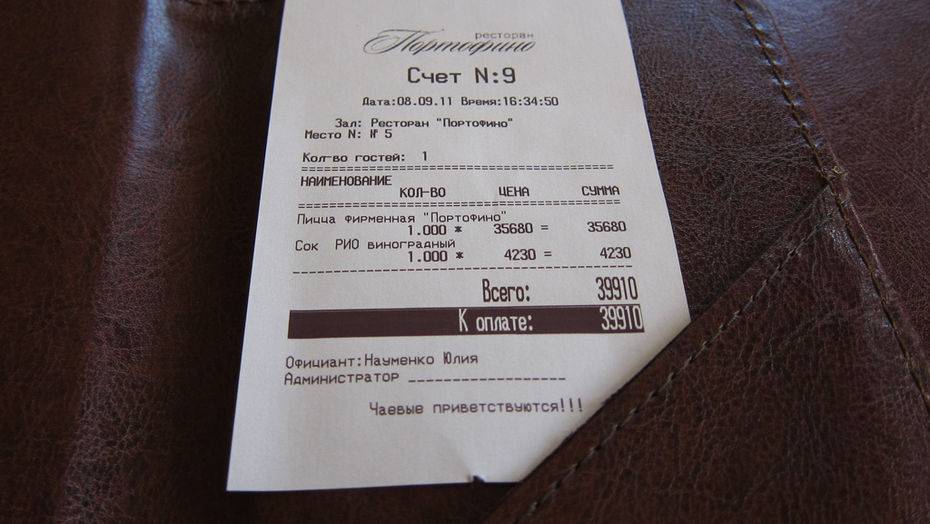 ресторан
Портофино
Счет N:9
Дата:08.09.11 Время:16:34:50
Зал: Ресторан "Портофино"
Место N: № 5
Кол-во гостей: 1
НАИМЕНОВАНИЕ
КОЛ-ВО ЦЕНА СУММА
Пицца фирменная "Портофино"
1.000 * 35680 = 35680
Сок РИО виноградный
1.000 * 4230 = 4230
Всего: 39910
К оплате: 39910
Официант:Науменко Юлия
Администратор ________________
Чаевые приветствуются!!!